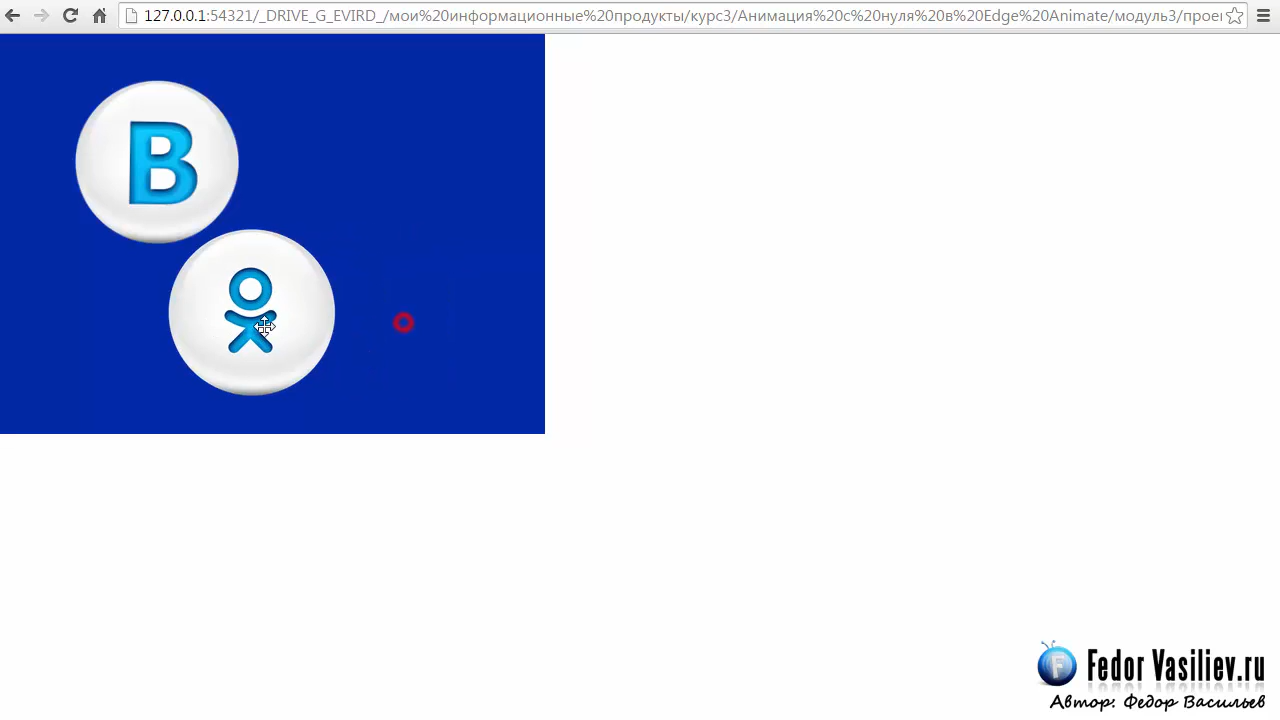 127.0.0.1:54321/_DRIVE_G_EVIRD_/мои%20информационные%20продукты/курс3/Анимация%20с%20нуля%20в%20Edge%20Animate/модуль3/прое
В
F
Fedor Vasiliev.ru
Автор: Федор Васильев